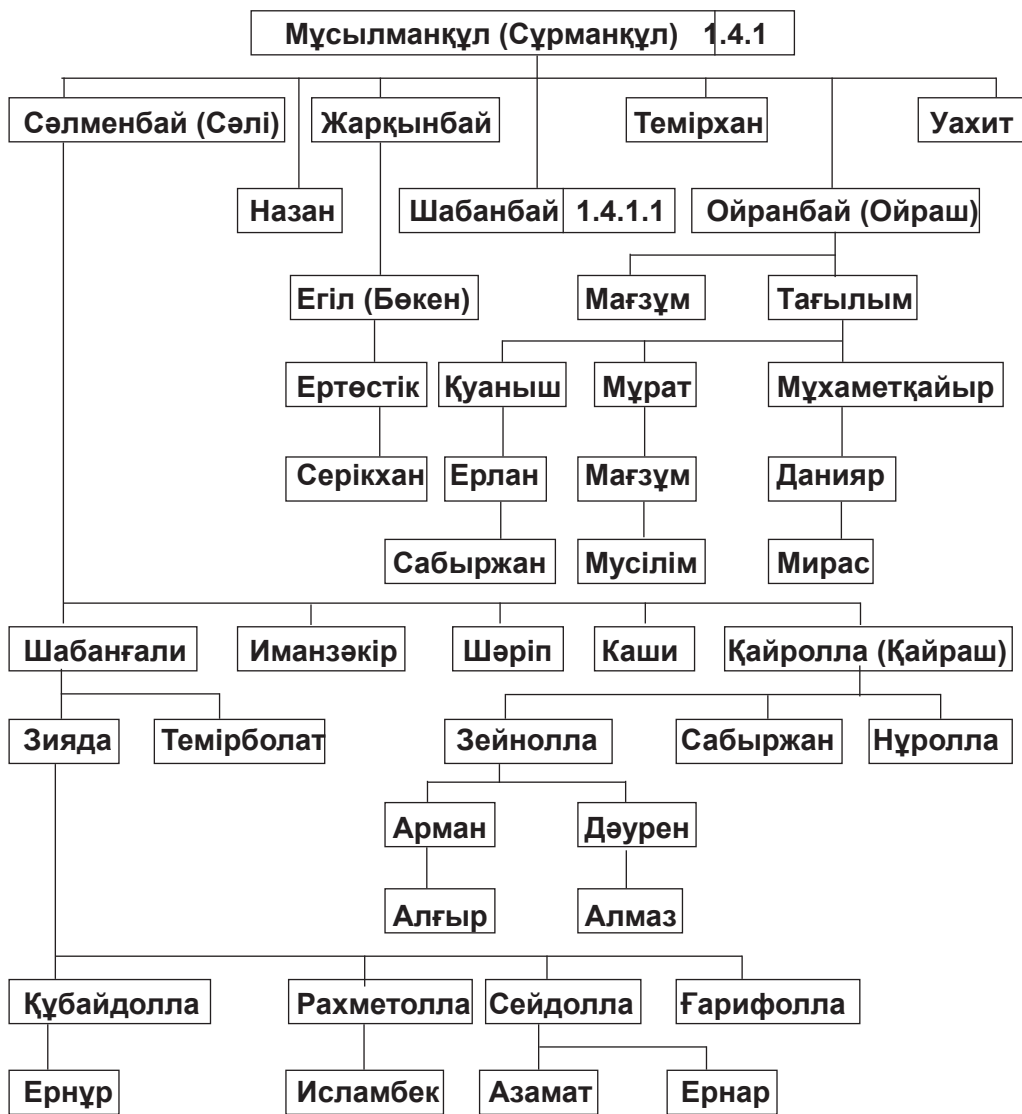 Мұсылманқұл (Сұрманқұл) 1.4.1
Сәлменбай (Сәлі) Жарқынбай Темірхан Уахит
Назан Шабанбай 1.4.1.1 Ойранбай (Ойраш)
Егіл (Бөкен) Мағзұм Тағылым
Ертөстік Қуаныш Мұрат Мұхаметқайыр
Серікхан Ерлан Мағзұм Данияр
Сабыржан Мусілім Мирас
Шабанғали Иманзәкір Шәріп Каши Қайролла (Қайраш)
Зияда Темірболат Зейнолла Сабыржан Нұролла
Арман Дәурен
Алғыр Алмаз
Құбайдолла Рахметолла Сейдолла Ғарифолла
Ернұр Исламбек Азамат Ернар